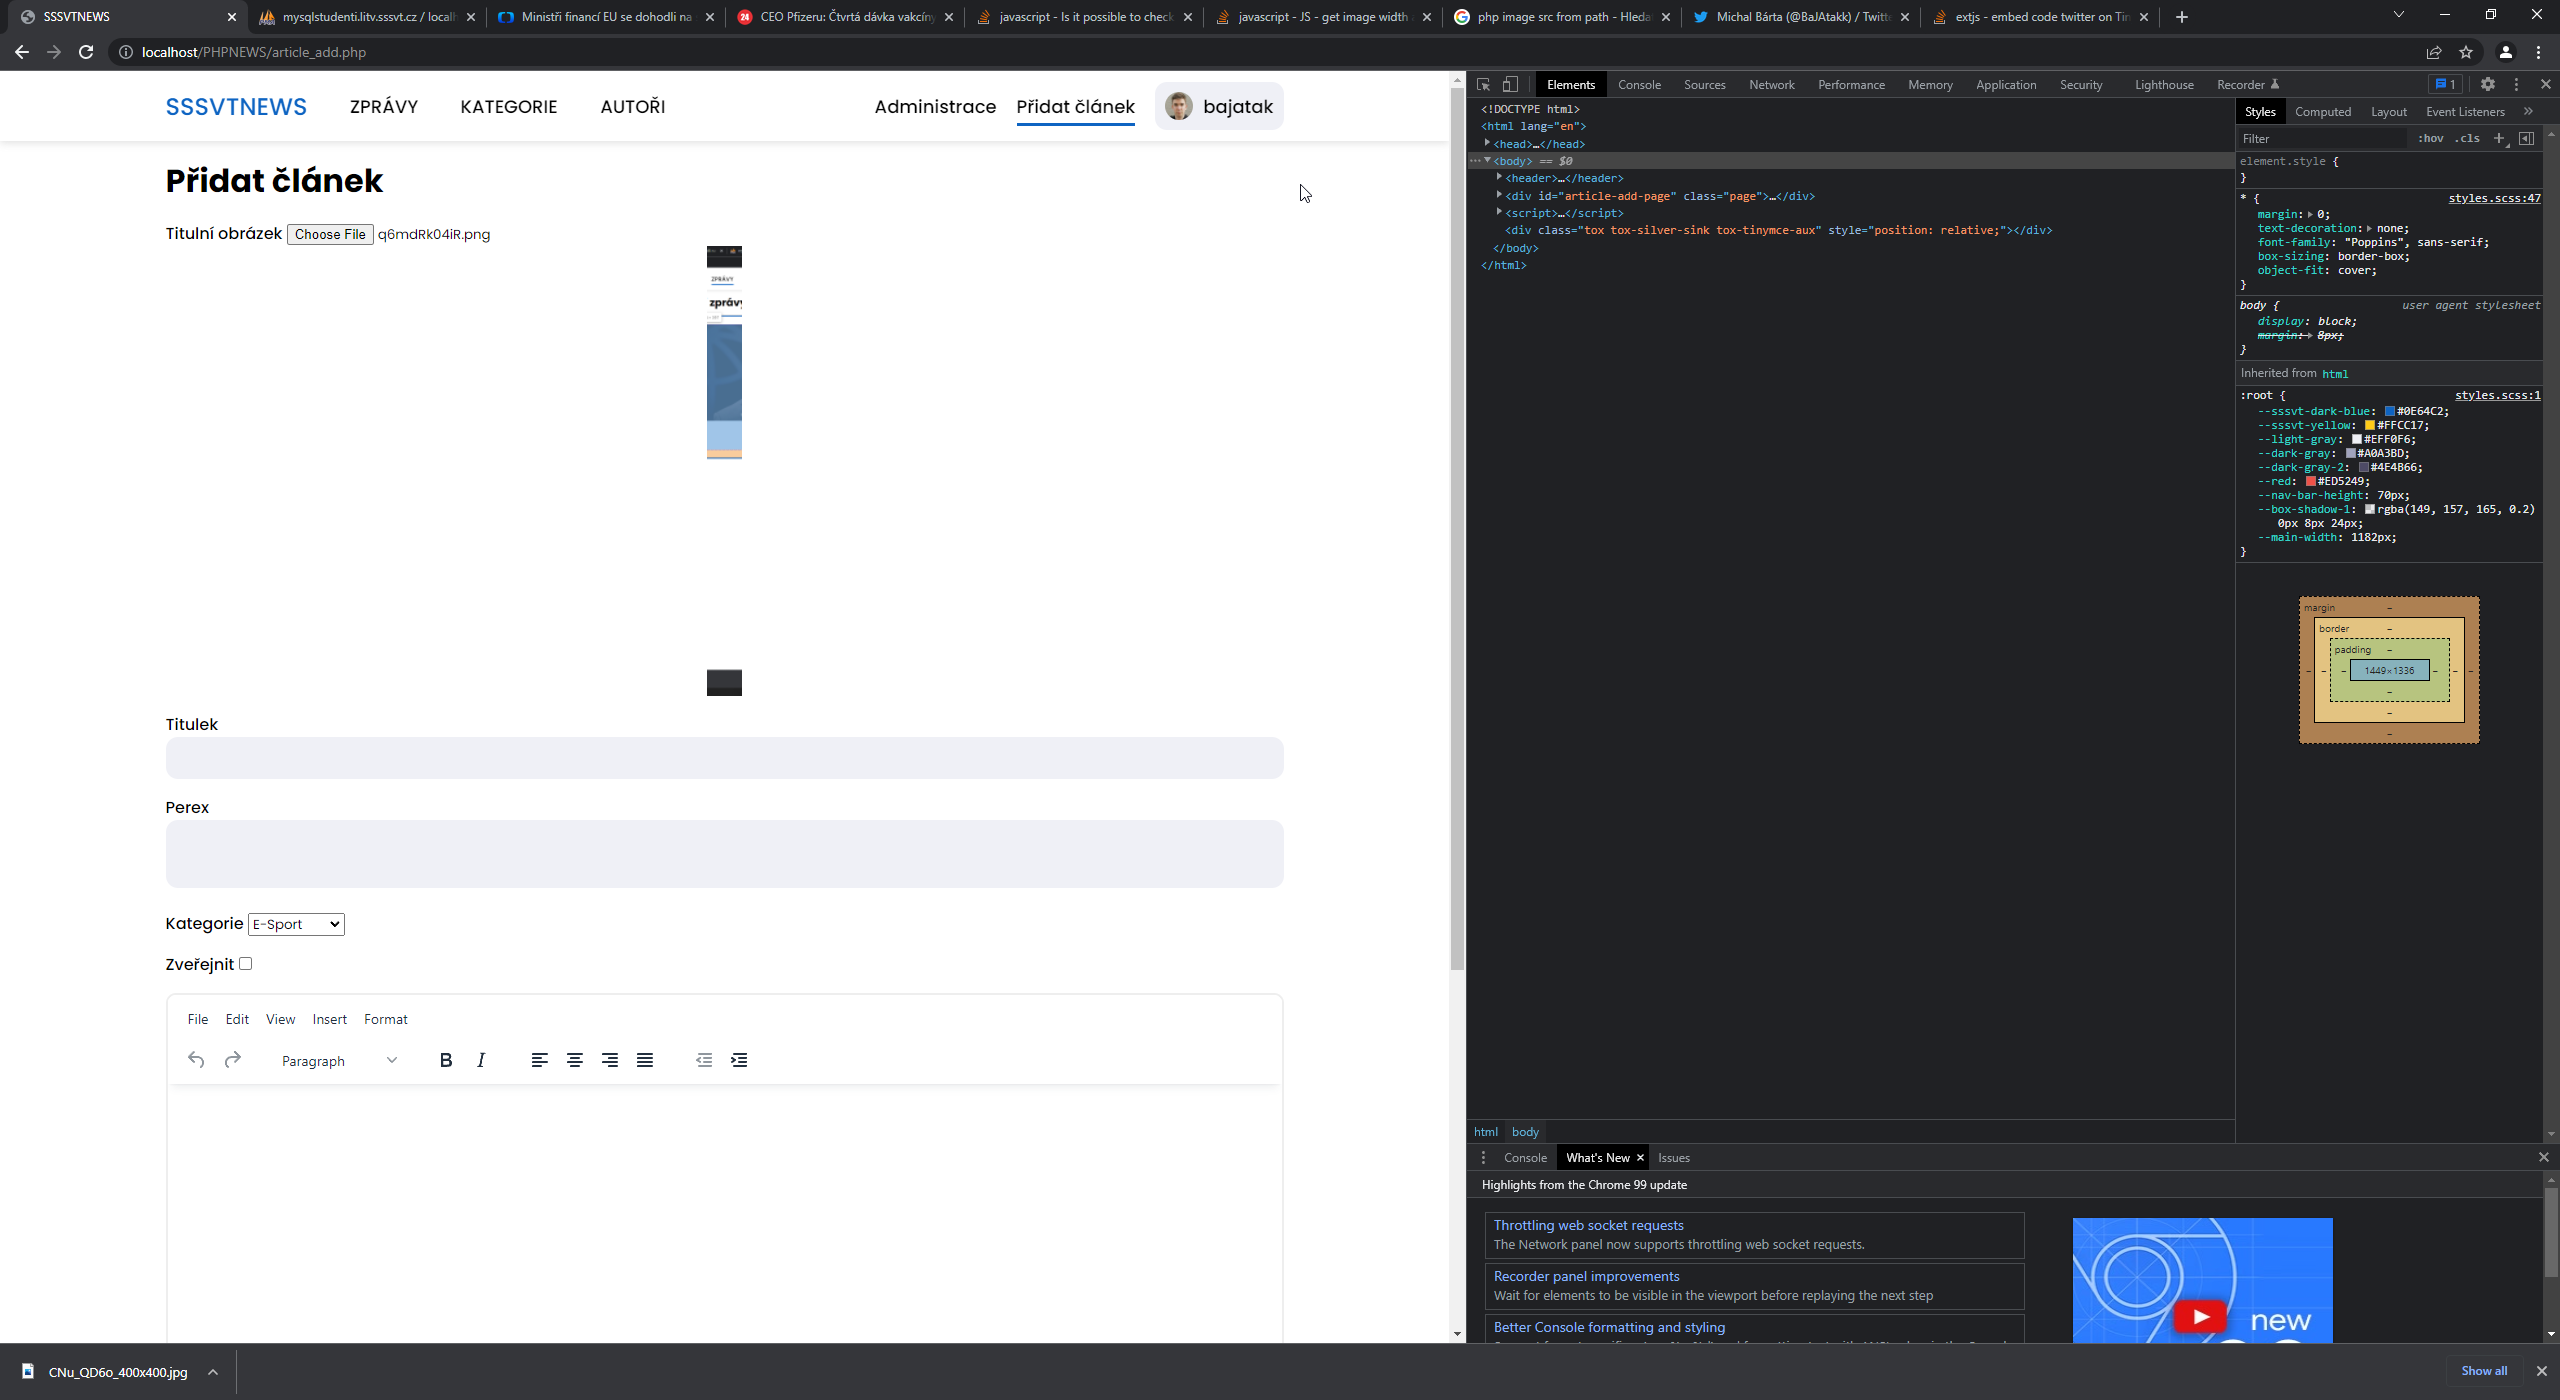 SSSVTNEWS
mysqlstudenti.litv.sssvt.cz / localh
Ministři financí EU se dohodli na
CEO Pfizeru: Čtvrtá dávka vakcíny
javascript - Is it possible to check
javascript - JS - get image width
php image src from path - Hleda
Michal Bárta (@BaJAtakk) / Twitte
extjs - embed code twitter on Tin
localhost/PHPNEWS/article_add.php
SSSVTNEWS ZPRÁVY KATEGORIE AUTOŘI Administrace Přidat článek bajatak
Přidat článek
Titulní obrázek Choose File q6mdRk04iR.png
ZPRÁVY
zprávy
Titulek
Perex
Kategorie E-Sport
Zveřejnit
File Edit View Insert Format
Paragraph B I
Elements Console Sources Network Performance Memory Application Security Lighthouse Recorder 1
<!DOCTYPE html>
<html lang="en">
<head>…</head>
<body> == $0
<header>…</header>
<div id="article-add-page" class="page">…</div>
<script>…</script>
<div class="tox tox-silver-sink tox-tinymce-aux" style="position: relative;"></div>
</body>
</html>
html body
Styles Computed Layout Event Listeners »
Filter :hov .cls +
element.style {
}
* { styles.scss:47
margin: 0;
text-decoration: none;
font-family: "Poppins", sans-serif;
box-sizing: border-box;
object-fit: cover;
}
body { user agent stylesheet
display: block;
margin: 8px;
}
Inherited from html
:root { styles.scss:1
--sssvt-dark-blue: #0E64C2;
--sssvt-yellow: #FFCC17;
--light-gray: #EFF0F6;
--dark-gray: #A0A3BD;
--dark-gray-2: #4E4B66;
--red: #ED5249;
--nav-bar-height: 70px;
--box-shadow-1: rgba(149, 157, 165, 0.2)
0px 8px 24px;
--main-width: 1182px;
}
margin –
border –
padding –
– – – 1449×1336 – – –
–
–
–
Console What's New Issues
Highlights from the Chrome 99 update
Throttling web socket requests
The Network panel now supports throttling web socket requests.
Recorder panel improvements
Wait for elements to be visible in the viewport before replaying the next step
Better Console formatting and styling
new
CNu_QD6o_400x400.jpg
Show all